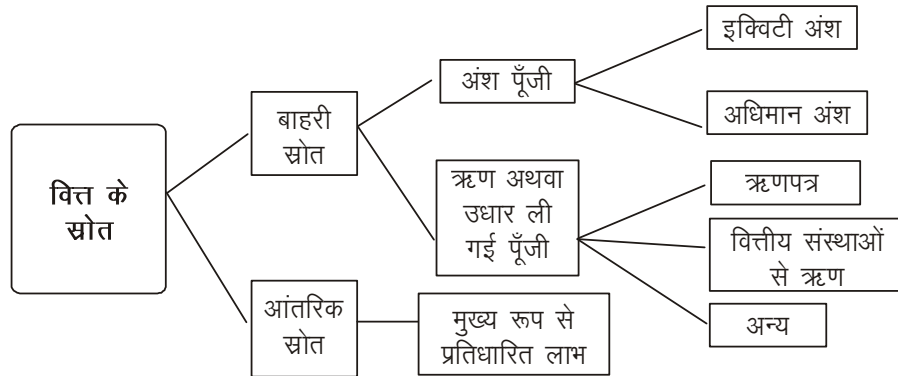 वित्त के
स्रोत
बाहरी
स्रोत
अंश पूँजी
इक्विटी अंश
अधिमान अंश
ऋण अथवा
उधार ली
गई पूँजी
ऋणपत्र
वित्तीय संस्थाओं
से ऋण
अन्य
आंतरिक
स्रोत
मुख्य रूप से
प्रतिधारित लाभ